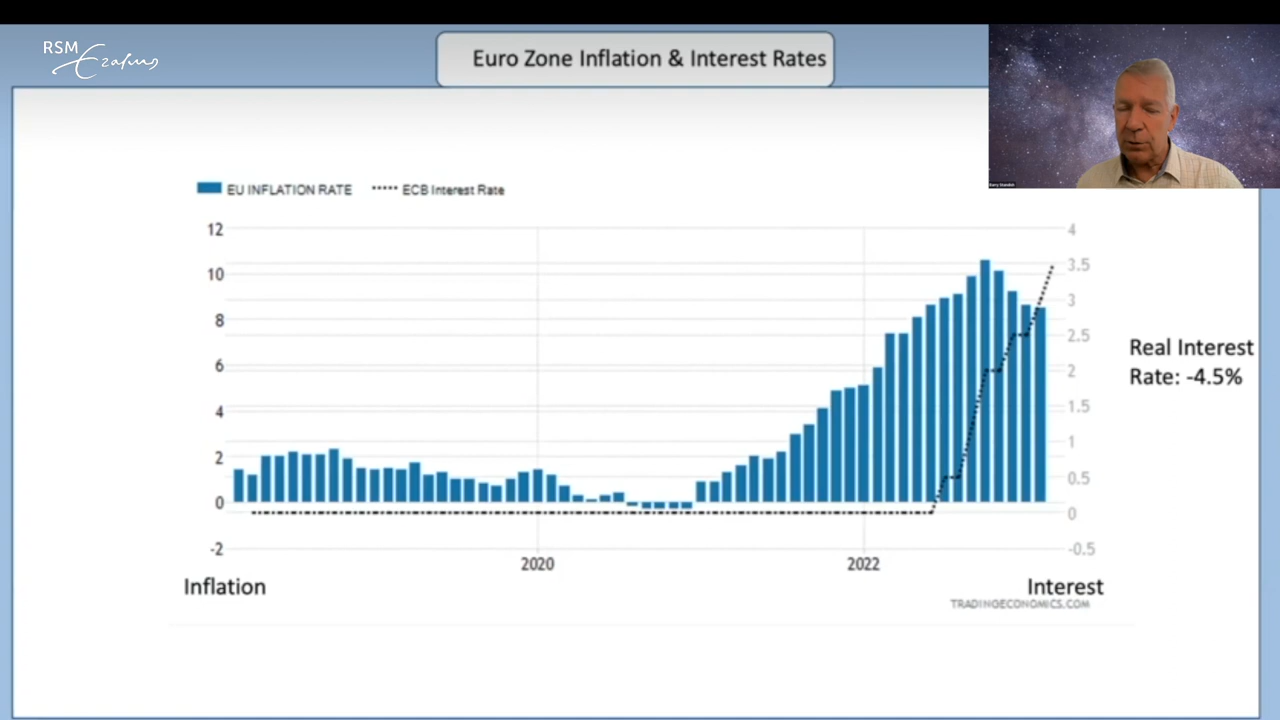 RSM
Erasmus
Euro Zone Inflation & Interest Rates
EU INFLATION RATE
ECB Interest Rate
12
10
8
6
4
2
0
-2
4
3.5
3
2.5
2
1.5
1
0.5
0
-0.5
2020
2022
Inflation
Interest
TRADINGECONOMICS.COM
Real Interest
Rate: -4.5%